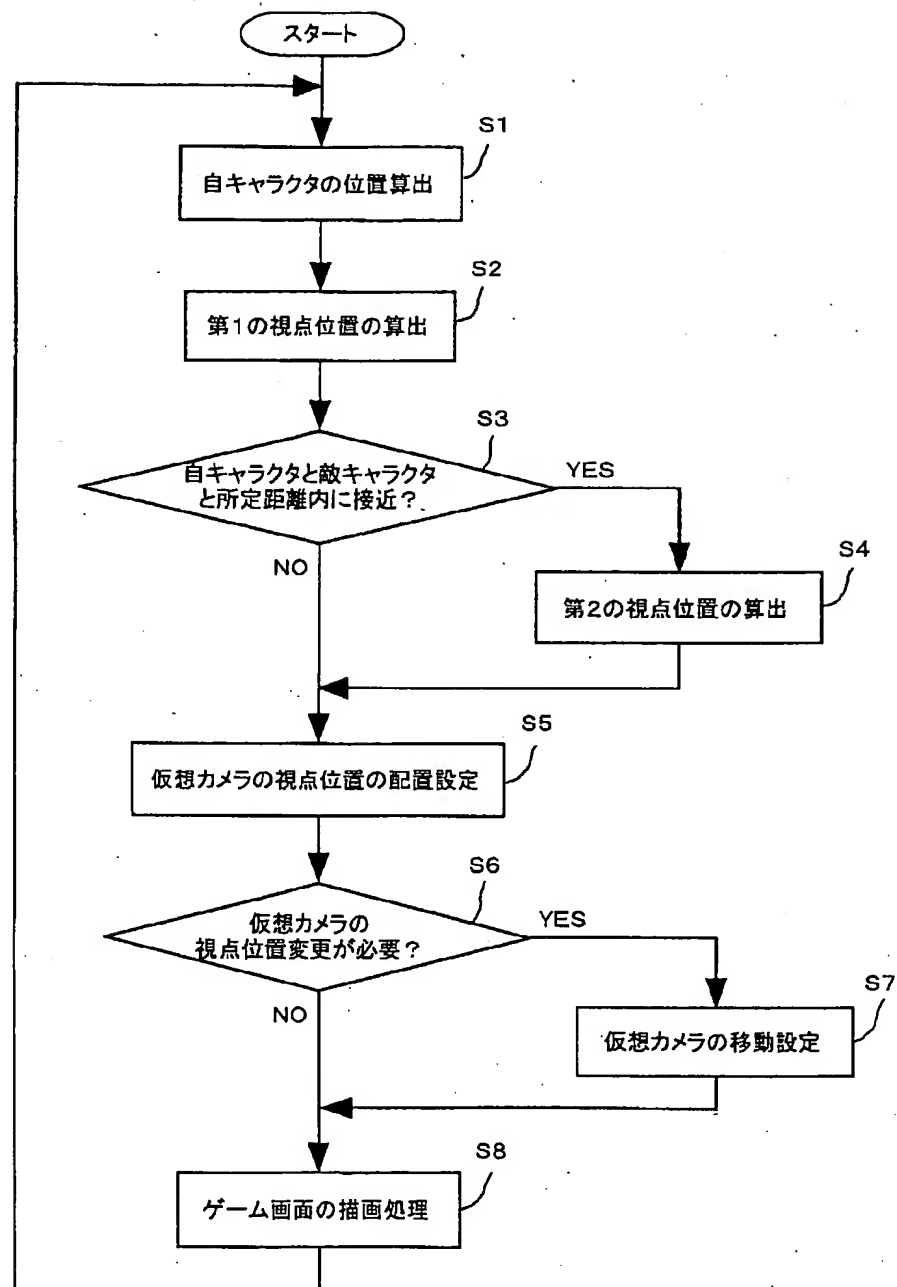 スタート
S1
自キャラクタの位置算出
S2
第1の視点位置の算出
S3
自キャラクタと敵キャラクタ
と所定距離内に接近?
YES
NO
S4
第2の視点位置の算出
S5
仮想カメラの視点位置の配置設定
S6
仮想カメラの
視点位置変更が必要?
YES
NO
S7
仮想カメラの移動設定
S8
ゲーム画面の描画処理